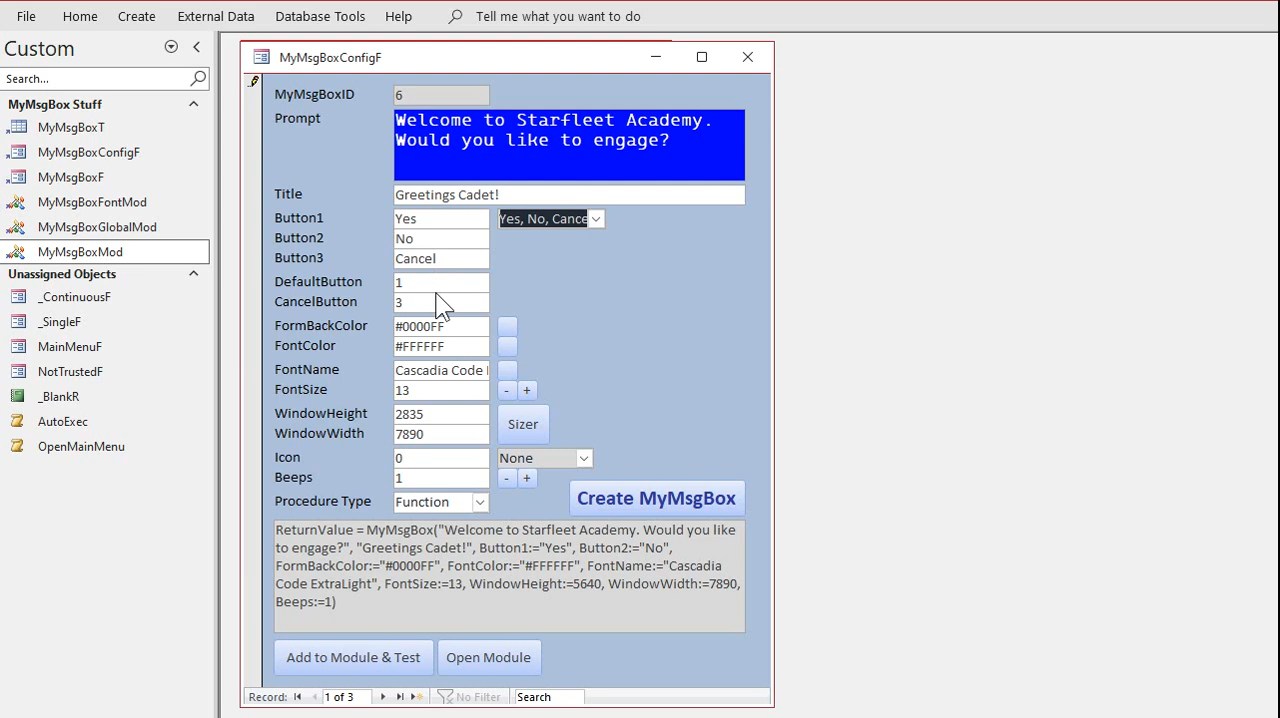 File Home Create External Data Database Tools Help Tell me what you want to do
Custom
Search...
MyMsgBox Stuff
MyMsgBoxT
MyMsgBoxConfigF
MyMsgBoxF
MyMsgBoxFontMod
MyMsgBoxGlobalMod
MyMsgBoxMod
Unassigned Objects
_ContinuousF
_SingleF
MainMenuF
NotTrustedF
_BlankR
AutoExec
OpenMainMenu
MyMsgBoxConfigF
MyMsgBoxID 6
Prompt Welcome to Starfleet Academy.
Would you like to engage?
Title Greetings Cadet!
Button1 Yes Yes, No, Cance
Button2 No
Button3 Cancel
DefaultButton 1
CancelButton 3
FormBackColor #0000FF
FontColor #FFFFFF
FontName Cascadia Code
FontSize 13 - +
WindowHeight 2835
Sizer
WindowWidth 7890
Icon 0 None
Beeps 1 - +
Procedure Type Function
Create MyMsgBox
ReturnValue = MyMsgBox("Welcome to Starfleet Academy. Would you like
to engage?", "Greetings Cadet!", Button1:="Yes", Button2:="No",
FormBackColor:="#0000FF", FontColor:="#FFFFFF", FontName:="Cascadia
Code ExtraLight", FontSize:=13, WindowHeight:=5640, WindowWidth:=7890,
Beeps:=1)
Add to Module & Test Open Module
Record: 1 of 3 No Filter Search